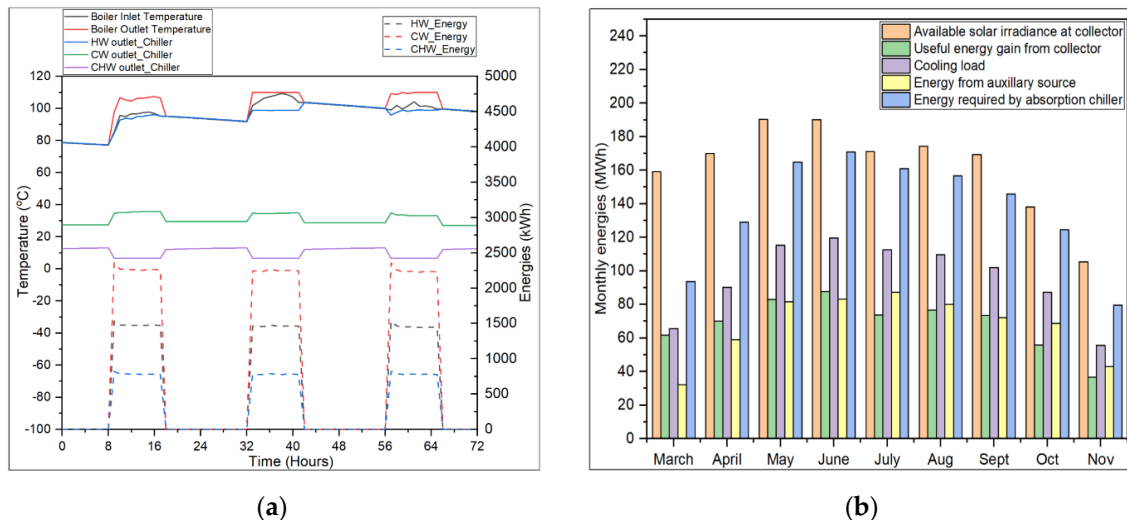 Boiler Inlet Temperature
Boiler Outlet Temperature
HW outlet_Chiller
CW outlet_Chiller
CHW outlet_Chiller
HW_Energy
CW_Energy
CHW_Energy
120
100
80
60
40
20
0
-20
-40
-60
-80
-100
Temperature (°C)
5000
4500
4000
3500
3000
2500
2000
1500
1000
500
0
Energies (kWh)
0 8 16 24 32 40 48 56 64 72
Time (Hours)
(a)
Available solar irradiance at collector
Useful energy gain from collector
Cooling load
Energy from auxillary source
Energy required by absorption chiller
240
220
200
180
160
140
120
100
80
60
40
20
0
Monthly energies (MWh)
March April May June July Aug Sept Oct Nov
(b)